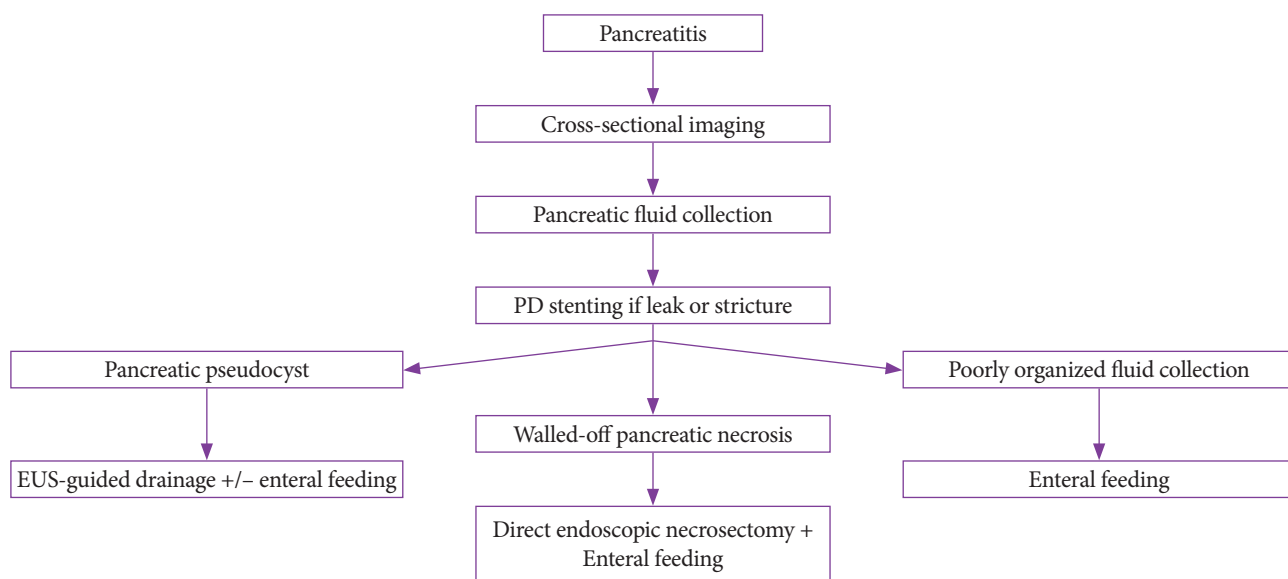 Pancreatitis
Cross-sectional imaging
Pancreatic fluid collection
PD stenting if leak or stricture
Pancreatic pseudocyst
Poorly organized fluid collection
Walled-off pancreatic necrosis
EUS-guided drainage +/– enteral feeding
Enteral feeding
Direct endoscopic necrosectomy +
Enteral feeding